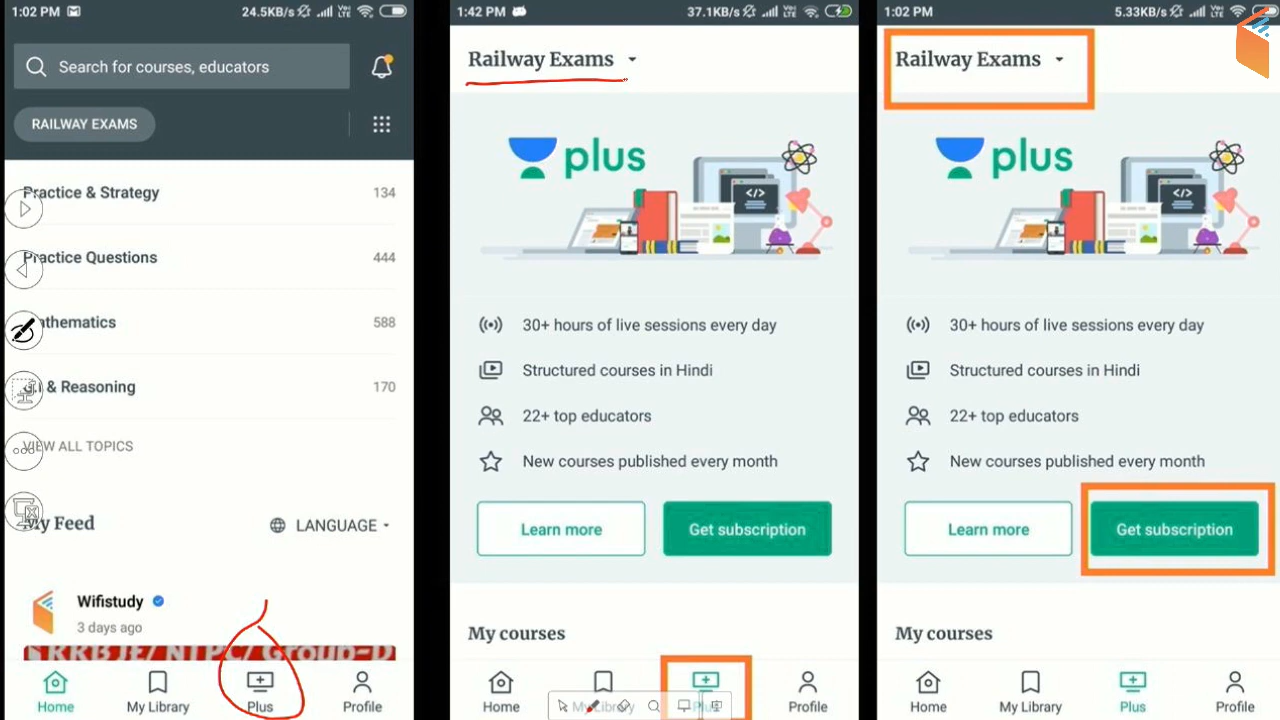 1:02 PM
24.5KB/s
Search for courses, educators
RAILWAY EXAMS
Practice & Strategy
134
Practice Questions
444
588
& Reasoning
170
VIEW ALL TOPICS
My Feed
LANGUAGE
Wifistudy
3 days ago
RRB JE/ NTPC/ Group-D
Home
My Library
Plus
Profile
1:42 PM
37.1KB/s
Railway Exams
plus
30+ hours of live sessions every day
Structured courses in Hindi
22+ top educators
New courses published every month
Learn more
Get subscription
My courses
Home
Profile
1:02 PM
5.33KB/s
Railway Exams
plus
30+ hours of live sessions every day
Structured courses in Hindi
22+ top educators
New courses published every month
Learn more
Get subscription
My courses
Home
My Library
Plus
Profile